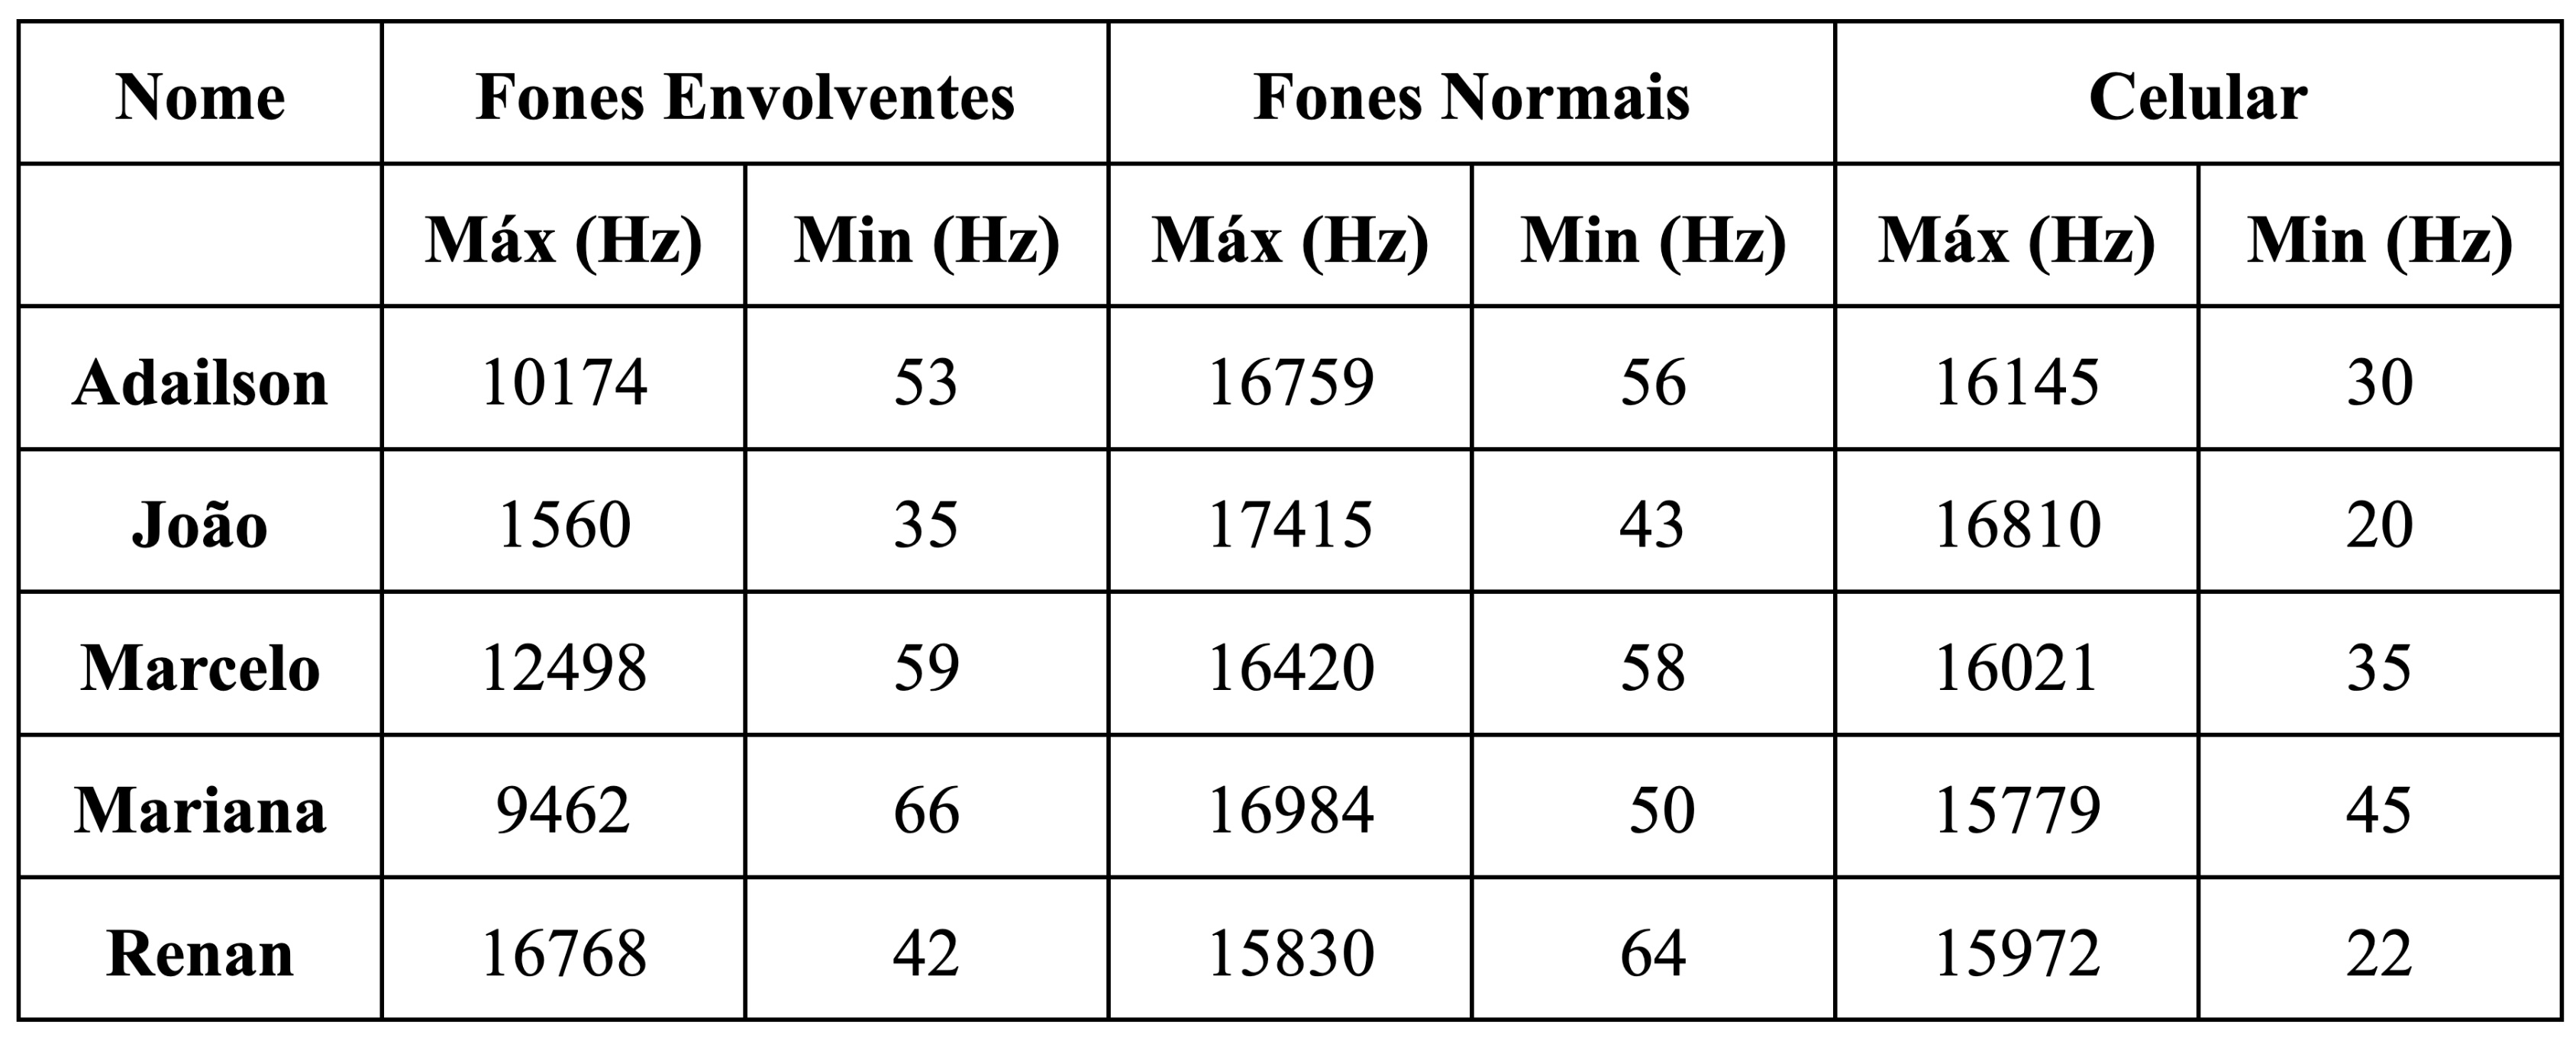 Nome Fones Envolventes Fones Normais Celular
Máx (Hz) Min (Hz) Máx (Hz) Min (Hz) Máx (Hz) Min (Hz)
Adailson 10174 53 16759 56 16145 30
João 1560 35 17415 43 16810 20
Marcelo 12498 59 16420 58 16021 35
Mariana 9462 66 16984 50 15779 45
Renan 16768 42 15830 64 15972 22